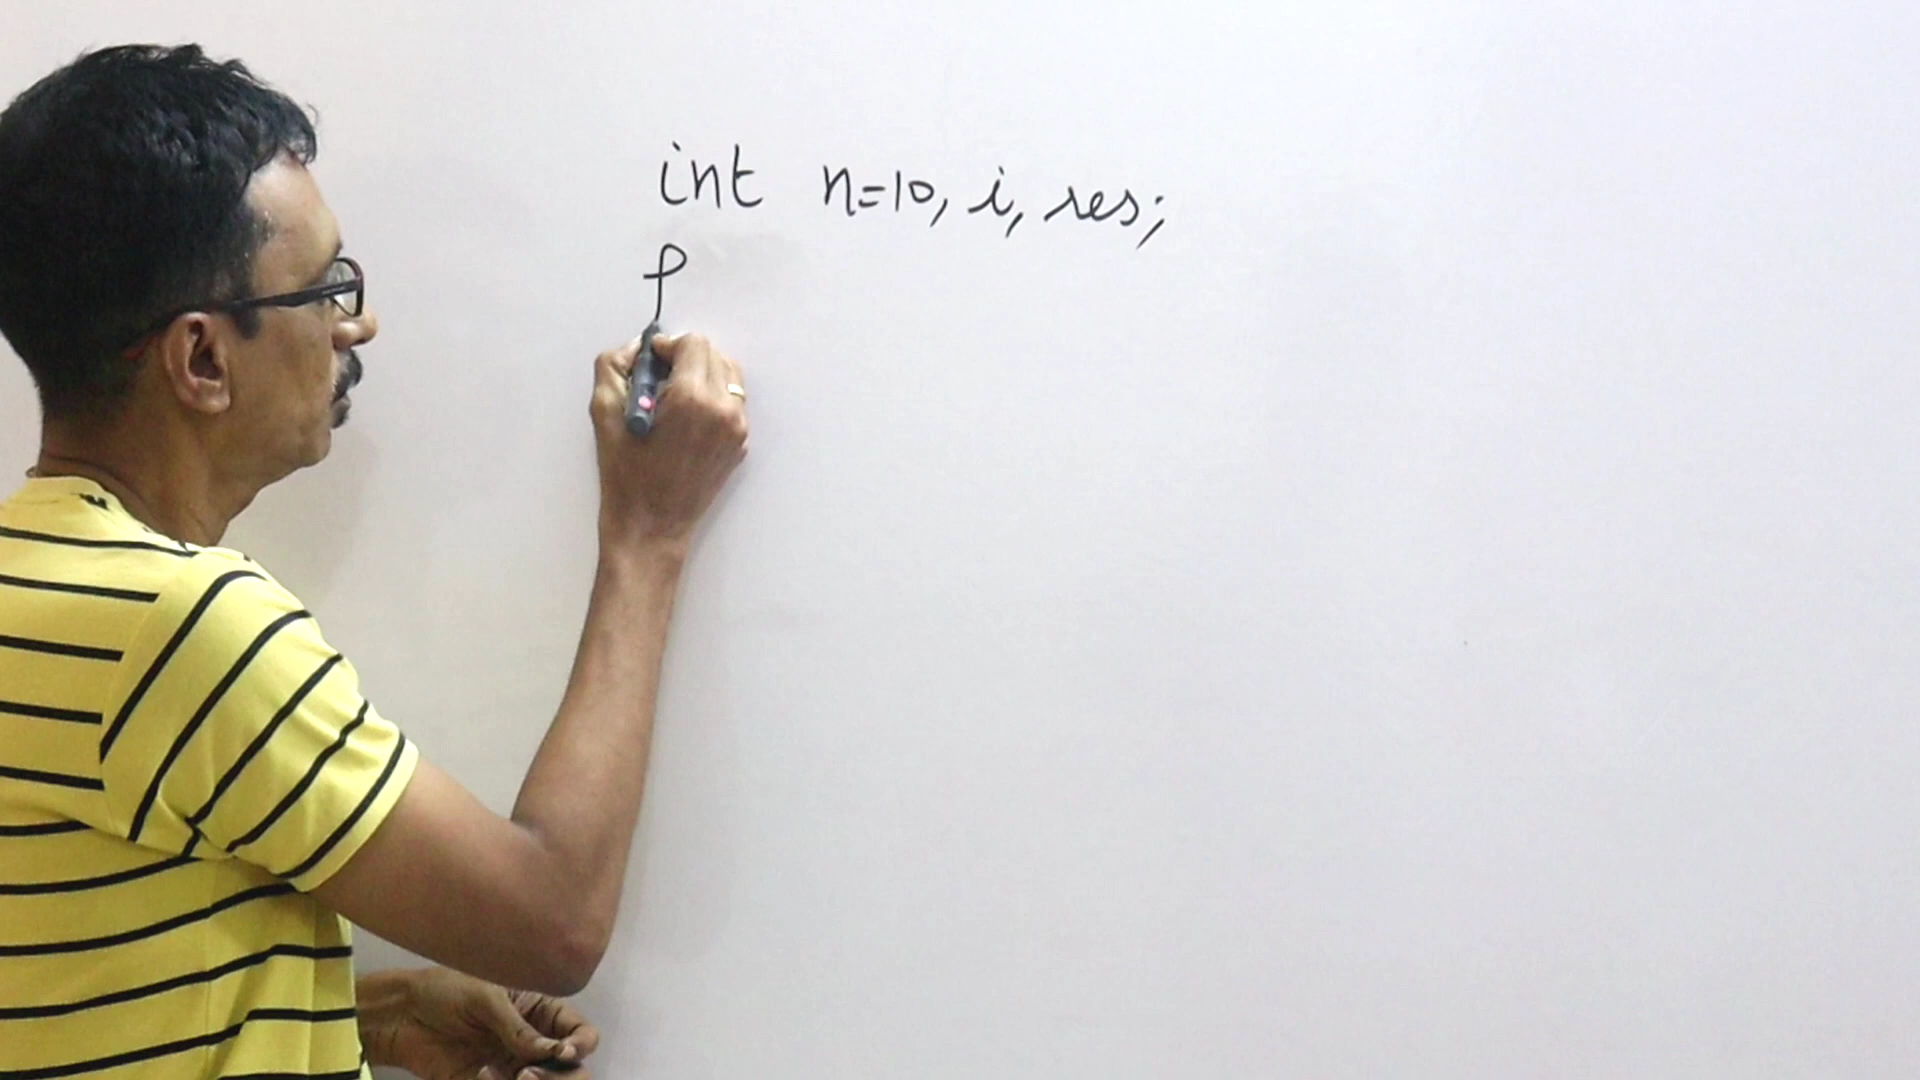 int n=10, i, res;
f